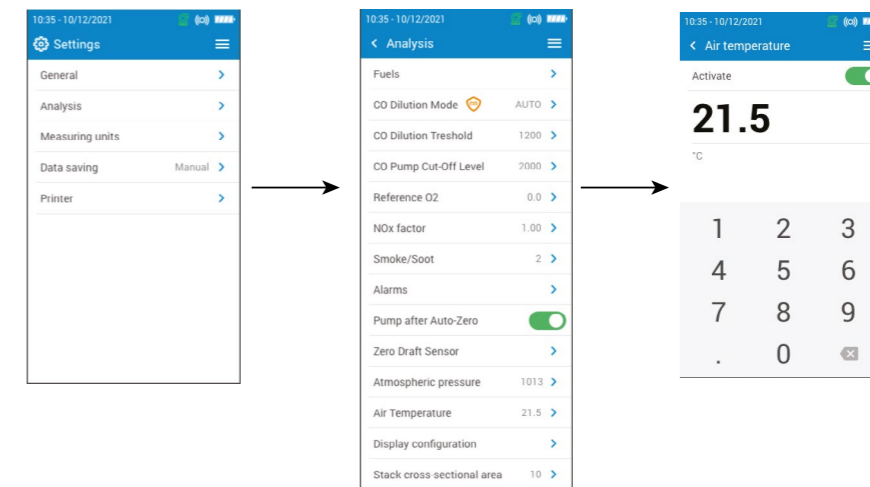 10:35 - 10/12/2021
Settings
General
Analysis
Measuring units
Data saving Manual
Printer
10:35 - 10/12/2021
Analysis
Fuels
CO Dilution Mode AUTO
CO Dilution Treshold 1200
CO Pump Cut-Off Level 2000
Reference O2 0.0
NOx factor 1.00
Smoke/Soot 2
Alarms
Pump after Auto-Zero
Zero Draft Sensor
Atmospheric pressure 1013
Air Temperature 21.5
Display configuration
Stack cross-sectional area 10
10:35 - 10/12/2021
Air temperature
Activate
21.5
°C
1 2 3
4 5 6
7 8 9
. 0